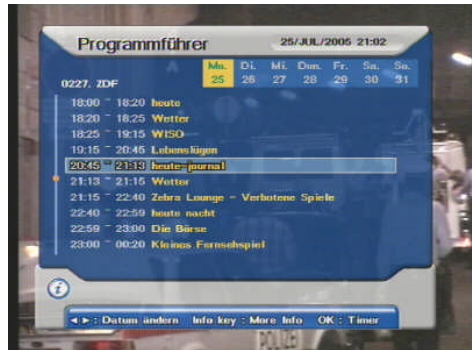 Programmführer 25/JUL/2005 21:02
Mo. Di. Mi. Don. Fr. Sa. So.
0227. ZDF 25 26 27 28 29 30 31
18:00 ~ 18:20 heute
18:20 ~ 18:25 Wetter
18:25 ~ 19:15 WISO
19:15 ~ 20:45 Lebenslügen
20:45 ~ 21:13 heute-journal
21:13 ~ 21:15 Wetter
21:15 ~ 22:40 Zebra Lounge - Verbotene Spiele
22:40 ~ 22:59 heute nacht
22:59 ~ 23:00 Die Börse
23:00 ~ 00:20 Kleines Fernsehspiel
i
◄►: Datum ändern Info key : More Info OK : Timer
POLIZEI